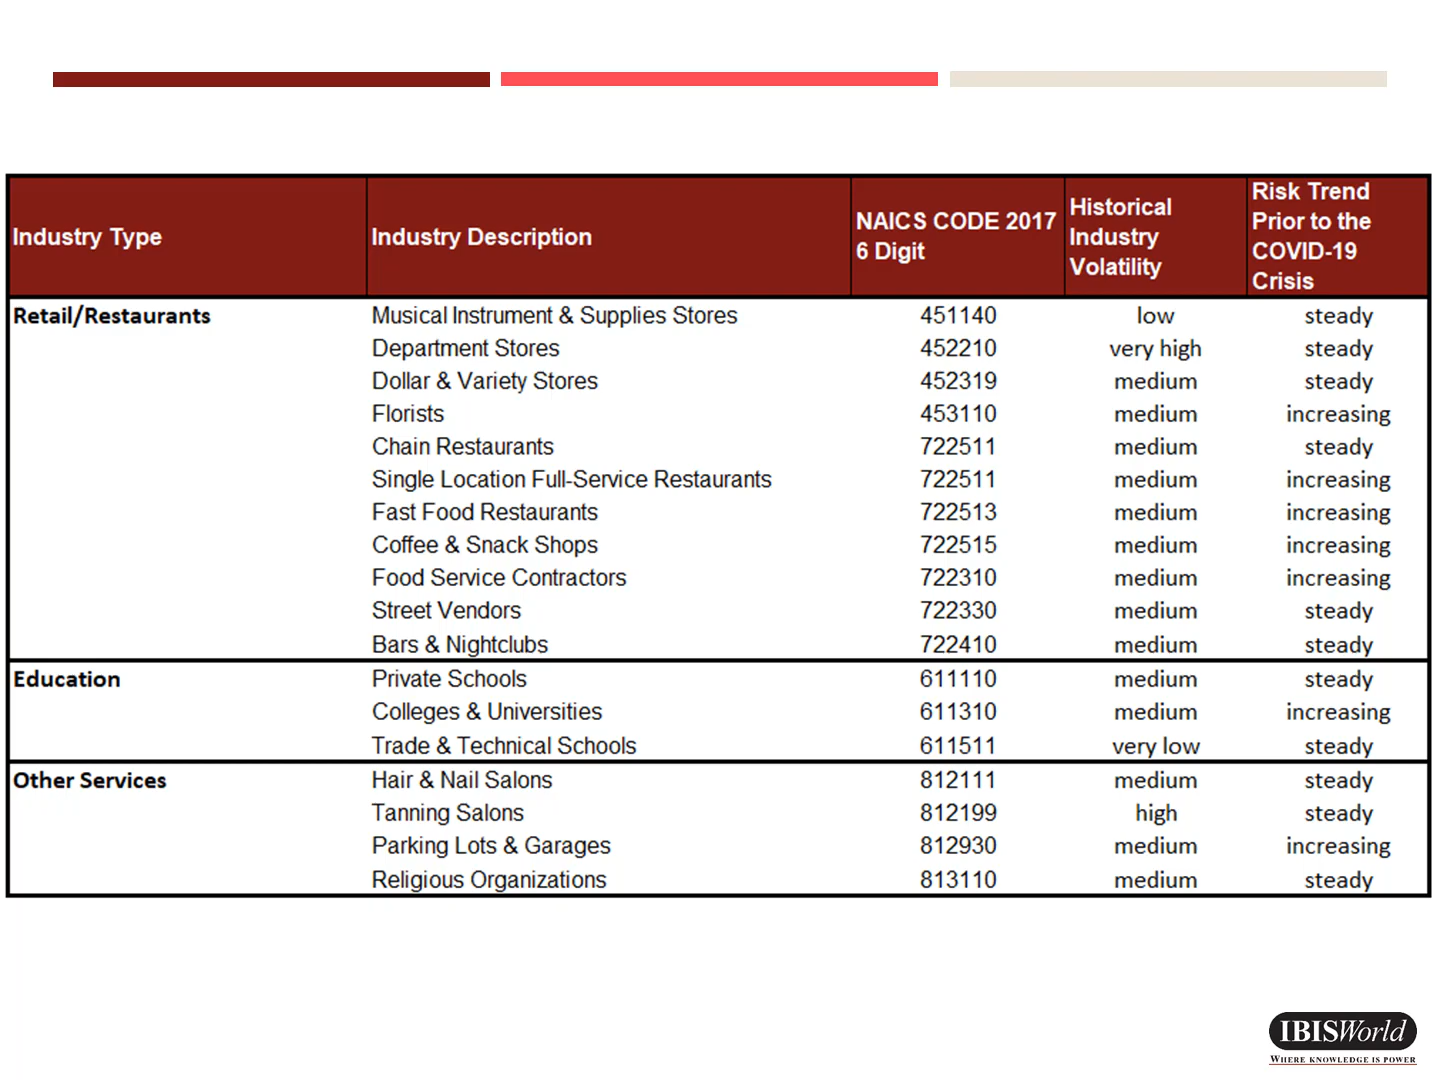 Industry Type Industry Description NAICS CODE 2017 6 Digit Historical Industry Volatility Risk Trend Prior to the COVID-19 Crisis
Retail/Restaurants Musical Instrument & Supplies Stores 451140 low steady
Department Stores 452210 very high steady
Dollar & Variety Stores 452319 medium steady
Florists 453110 medium increasing
Chain Restaurants 722511 medium steady
Single Location Full-Service Restaurants 722511 medium increasing
Fast Food Restaurants 722513 medium increasing
Coffee & Snack Shops 722515 medium increasing
Food Service Contractors 722310 medium increasing
Street Vendors 722330 medium steady
Bars & Nightclubs 722410 medium steady
Education Private Schools 611110 medium steady
Colleges & Universities 611310 medium increasing
Trade & Technical Schools 611511 very low steady
Other Services Hair & Nail Salons 812111 medium steady
Tanning Salons 812199 high steady
Parking Lots & Garages 812930 medium increasing
Religious Organizations 813110 medium steady
IBISWorld
WHERE KNOWLEDGE IS POWER